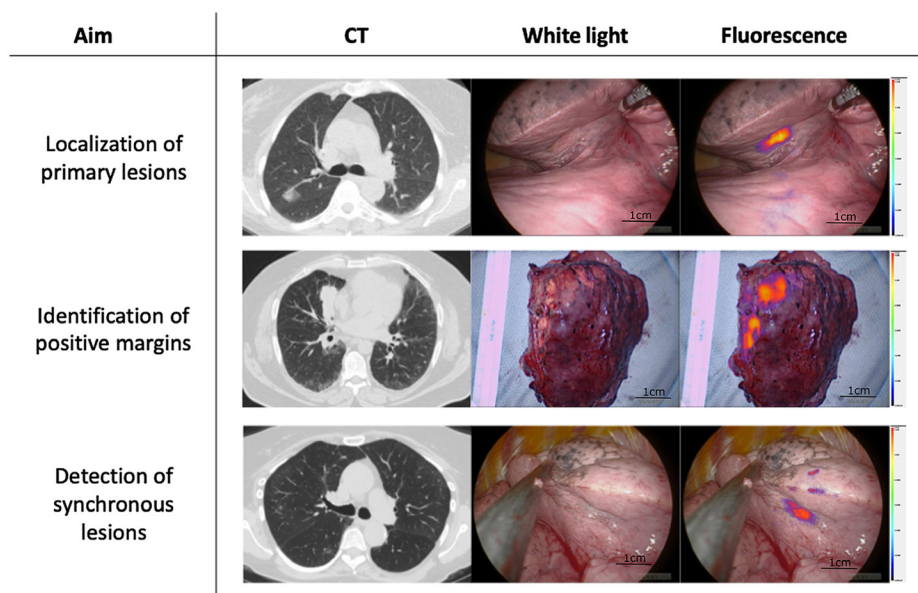 Aim
CT
White light
Fluorescence
Localization of
primary lesions
1cm
1cm
Identification of
positive margins
1cm
1cm
Detection of
synchronous
lesions
1cm
1cm